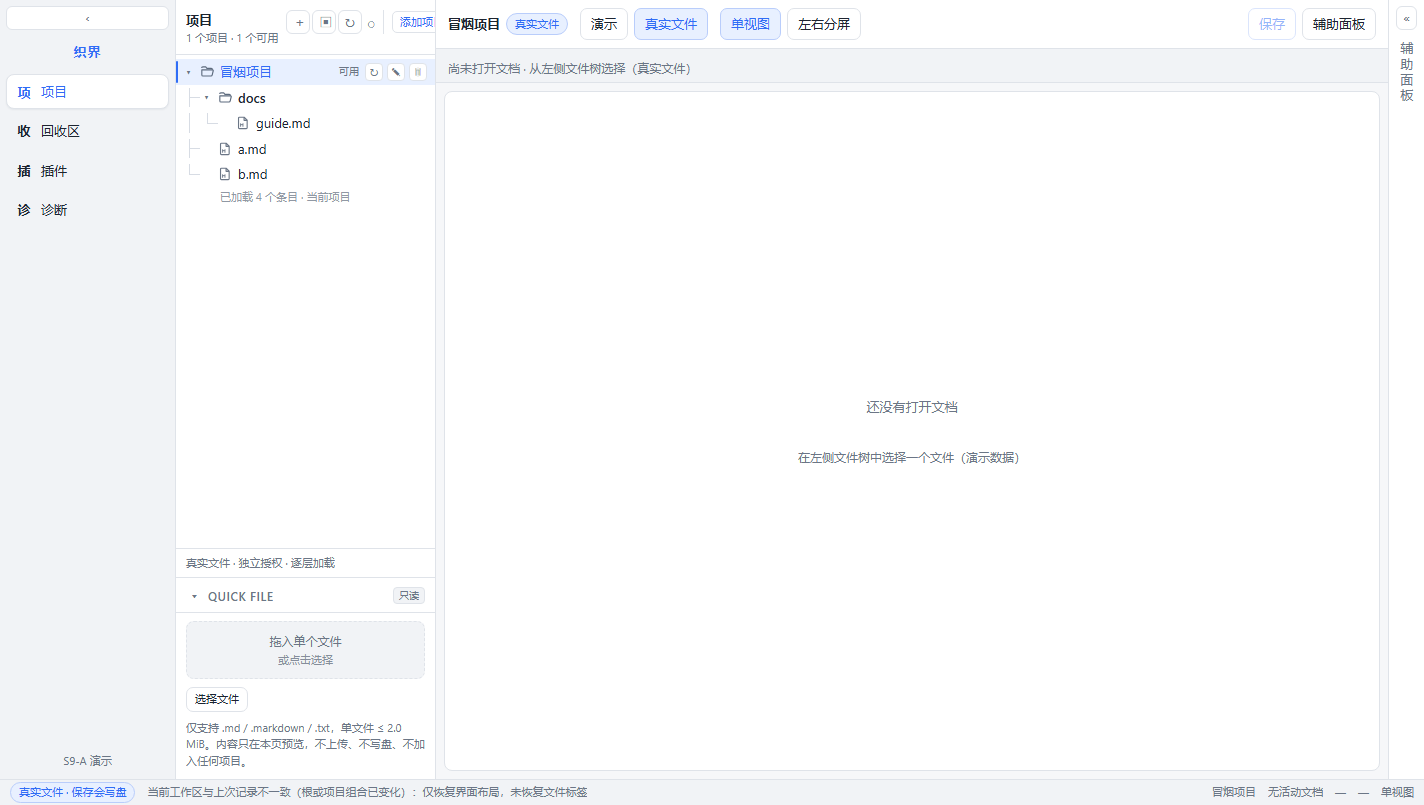 织界
项 项目
收 回收区
插 插件
诊 诊断
S9-A 演示
项目
1 个项目 · 1 个可用
添加项
冒烟项目 可用
docs
guide.md
a.md
b.md
已加载 4 个条目 · 当前项目
真实文件 · 独立授权 · 逐层加载
QUICK FILE 只读
拖入单个文件
或点击选择
选择文件
仅支持 .md / .markdown / .txt，单文件 ≤ 2.0
MiB。内容只在本页预览，不上传、不写盘、不加
入任何项目。
冒烟项目 真实文件 演示 真实文件 单视图 左右分屏 保存 辅助面板
尚未打开文档 · 从左侧文件树选择（真实文件）
还没有打开文档
在左侧文件树中选择一个文件（演示数据）
辅助面板
真实文件 · 保存会写盘 当前工作区与上次记录不一致（根或项目组合已变化）：仅恢复界面布局，未恢复文件标签 冒烟项目 无活动文档 — — 单视图